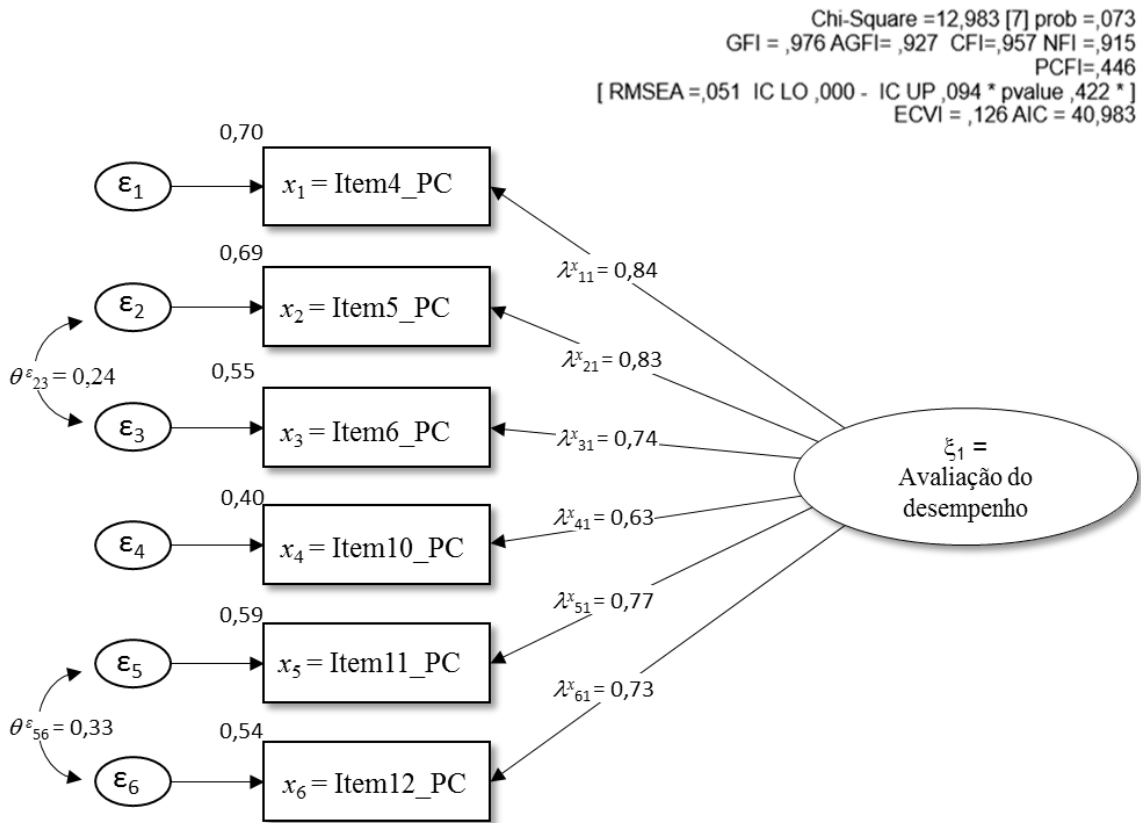 Chi-Square =12,983 [7] prob =,073
GFI = ,976 AGFI= ,927 CFI=,957 NFI =,915
PCFI=,446
[ RMSEA =,051 IC LO ,000 - IC UP ,094 * pvalue ,422 * ]
ECVI = ,126 AIC = 40,983
0,70
ε1
x1 = Item4_PC
λx11 = 0,84
0,69
ε2
x2 = Item5_PC
λx21 = 0,83
θε23 = 0,24
0,55
ε3
x3 = Item6_PC
λx31 = 0,74
ξ1 =
Avaliação do
desempenho
0,40
ε4
x4 = Item10_PC
λx41 = 0,63
0,59
ε5
x5 = Item11_PC
λx51 = 0,77
θε56 = 0,33
0,54
ε6
x6 = Item12_PC
λx61 = 0,73